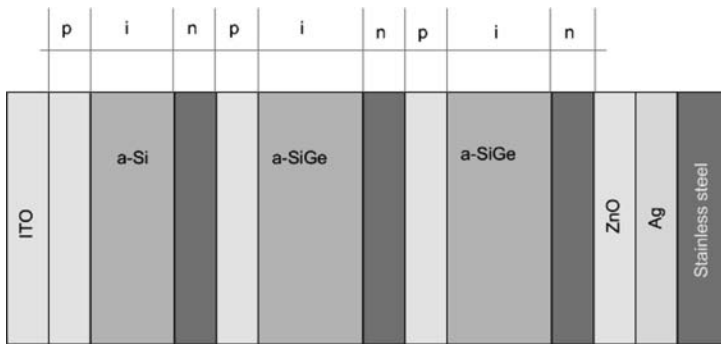 p i n p i n p i n
a-Si a-SiGe a-SiGe
ITO
ZnO
Ag
Stainless steel